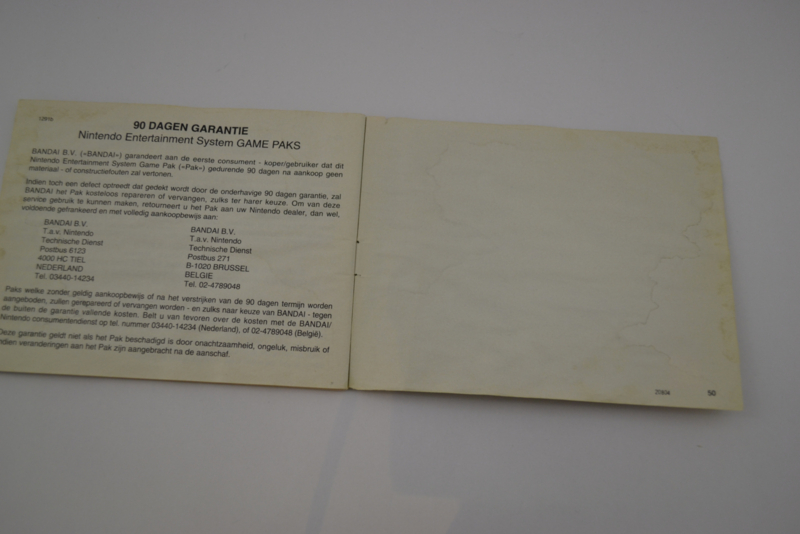 90 DAGEN GARANTIE
Nintendo Entertainment System GAME PAKS
BANDAI B.V. («BANDAI») garandeert aan de eerste consument - koper/gebruiker dat dit
Nintendo Entertainment System Game Pak («Pak») gedurende 90 dagen na aankoop geen
materiaal - of constructiefouten zal vertonen.
Indien toch een defect optreedt dat gedekt wordt door de onderhavige 90 dagen garantie, zal
BANDAI het Pak kosteloos repareren of vervangen, zulks ter harer keuze. Om van deze
service gebruik te kunnen maken, retourneert u het Pak aan uw Nintendo dealer, dan wel,
voldoende gefrankeerd en met volledig aankoopbewijs aan:
BANDAI B.V.
T.a.v. Nintendo
Technische Dienst
Postbus 6123
4000 HC TIEL
NEDERLAND
Tel. 03440-14234
BANDAI B.V.
T.a.v. Nintendo
Technische Dienst
Postbus 271
B-1020 BRUSSEL
BELGIE
Tel. 02-4789048
Paks welke zonder geldig aankoopbewijs of na het verstrijken van de 90 dagen termijn worden
aangeboden, zullen gerepareerd of vervangen worden - en zulks naar keuze van BANDAI - tegen
de buiten de garantie vallende kosten. Belt u van tevoren over de kosten met de BANDAI/
Nintendo consumentendienst op tel. nummer 03440-14234 (Nederland), of 02-4789048 (België).
Deze garantie geldt niet als het Pak beschadigd is door onachtzaamheid, ongeluk, misbruik of
indien veranderingen aan het Pak zijn aangebracht na de aanschaf.
50